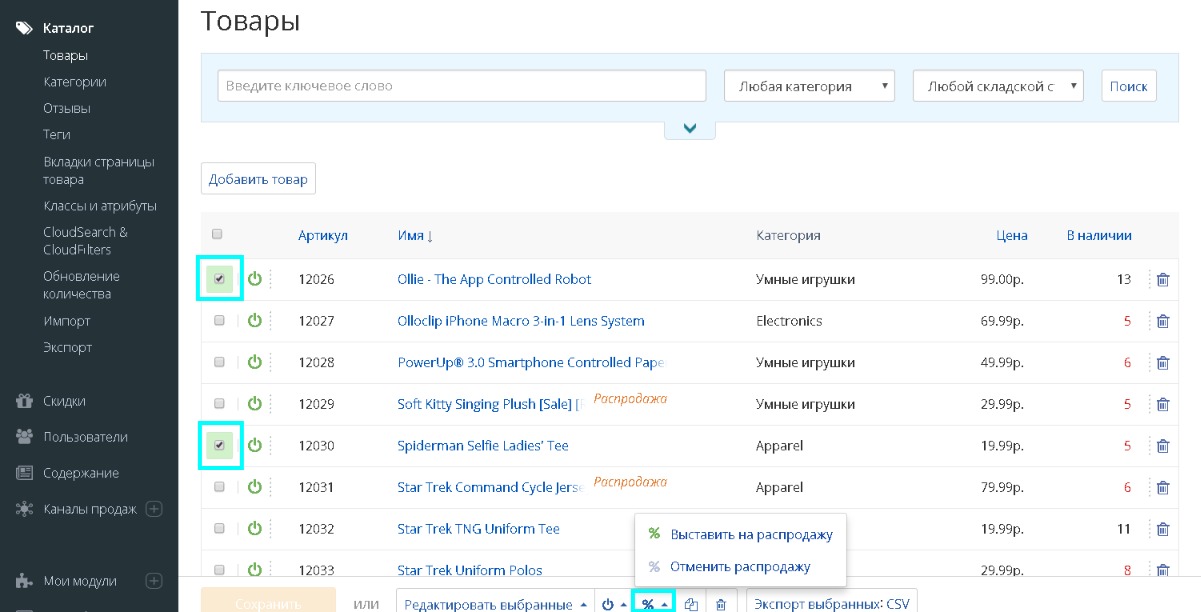 Каталог
Товары
Категории
Отзывы
Теги
Вкладки страницы
товара
Классы и атрибуты
CloudSearch &
CloudFilters
Обновление
количества
Импорт
Экспорт
Скидки
Пользователи
Содержание
Каналы продаж
Мои модули
Товары
Введите ключевое слово
Любая категория
Любой складской с
Поиск
Добавить товар
Артикул Имя ↓ Категория Цена В наличии
12026 Ollie - The App Controlled Robot Умные игрушки 99.00р. 13
12027 Olloclip iPhone Macro 3-in-1 Lens System Electronics 69.99р. 5
12028 PowerUp® 3.0 Smartphone Controlled Pape Умные игрушки 49.99р. 6
12029 Soft Kitty Singing Plush [Sale] [ Распродажа Умные игрушки 29.99р. 5
12030 Spiderman Selfie Ladies' Tee Apparel 19.99р. 5
12031 Star Trek Command Cycle Jers Распродажа Apparel 79.99р. 6
12032 Star Trek TNG Uniform Tee 19.99р. 11
12033 Star Trek Uniform Polos 29.99р. 8
% Выставить на распродажу
% Отменить распродажу
Сохранить или Редактировать выбранные % Экспорт выбранных: CSV